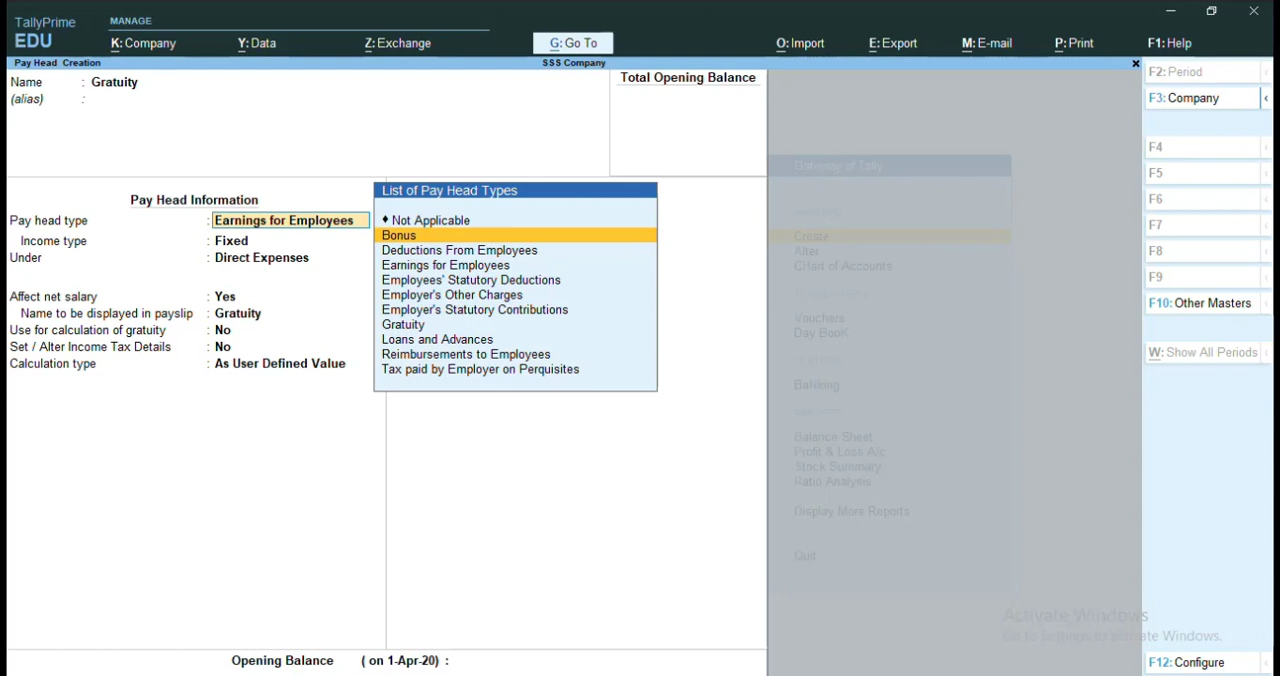 TallyPrime
EDU
MANAGE
K: Company
Y: Data
Z: Exchange
G: Go To
O: Import
E: Export
M: E-mail
P: Print
F1: Help
Pay Head Creation
SSS Company
Name : Gratuity
(alias) :
Total Opening Balance
Pay Head Information
Pay head type : Earnings for Employees
Income type : Fixed
Under : Direct Expenses
Affect net salary : Yes
Name to be displayed in payslip : Gratuity
Use for calculation of gratuity : No
Set / Alter Income Tax Details : No
Calculation type : As User Defined Value
List of Pay Head Types
♦ Not Applicable
Bonus
Deductions From Employees
Earnings for Employees
Employees' Statutory Deductions
Employer's Other Charges
Employer's Statutory Contributions
Gratuity
Loans and Advances
Reimbursements to Employees
Tax paid by Employer on Perquisites
Gateway of Tally
Create
Alter
CHart of Accounts
Vouchers
Day BooK
Banking
Balance Sheet
Profit & Loss A/c
Stock Summary
Ratio Analysis
Display More Reports
Quit
F2: Period
F3: Company
F4
F5
F6
F7
F8
F9
F10: Other Masters
W: Show All Periods
F12: Configure
Activate Windows
Go to Settings to activate Windows.
Opening Balance ( on 1-Apr-20) :